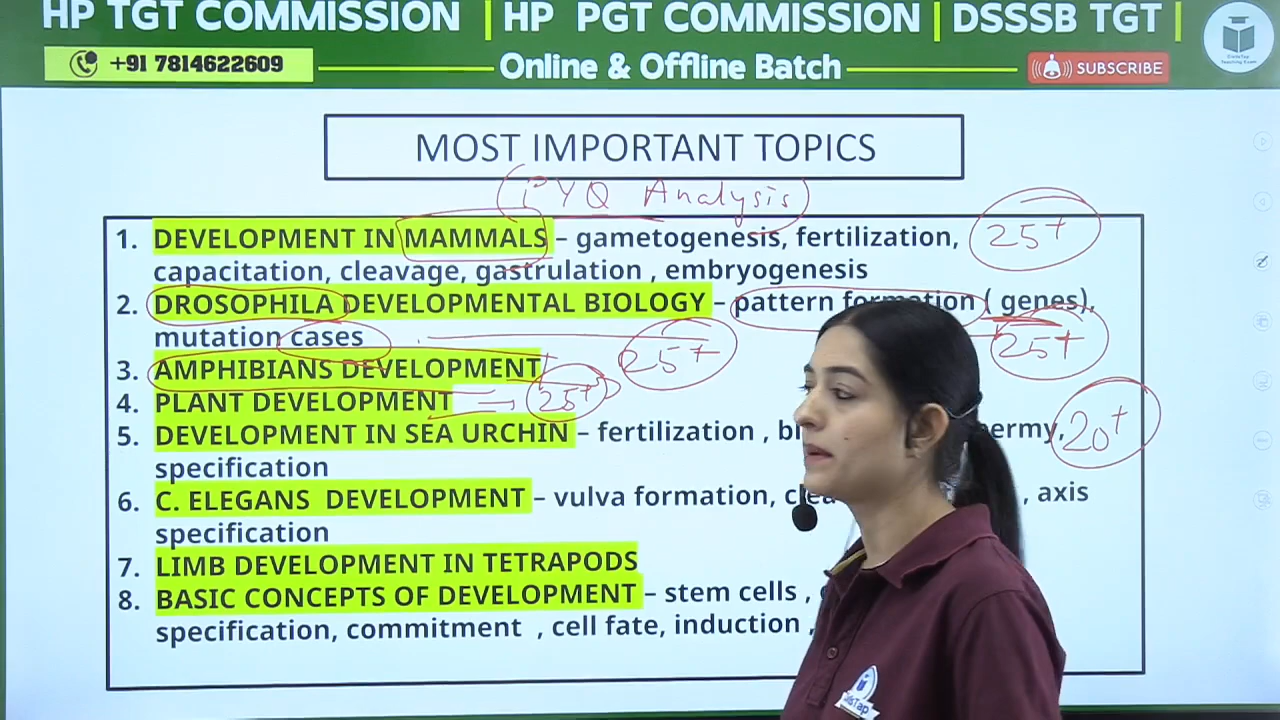 HP TGT COMMISSION | HP PGT COMMISSION | DSSSB TGT |
+91 7814622609
Online & Offline Batch
SUBSCRIBE
MOST IMPORTANT TOPICS
PYQ Analysis
1. DEVELOPMENT IN MAMMALS – gametogenesis, fertilization, 25+
capacitation, cleavage, gastrulation , embryogenesis
2. DROSOPHILA DEVELOPMENTAL BIOLOGY – pattern formation ( genes),
mutation cases 25+ 25+
3. AMPHIBIANS DEVELOPMENT
4. PLANT DEVELOPMENT 25+
5. DEVELOPMENT IN SEA URCHIN – fertilization , 20+
specification
6. C. ELEGANS DEVELOPMENT – vulva formation, , axis
specification
7. LIMB DEVELOPMENT IN TETRAPODS
8. BASIC CONCEPTS OF DEVELOPMENT – stem cells ,
specification, commitment , cell fate, induction ,